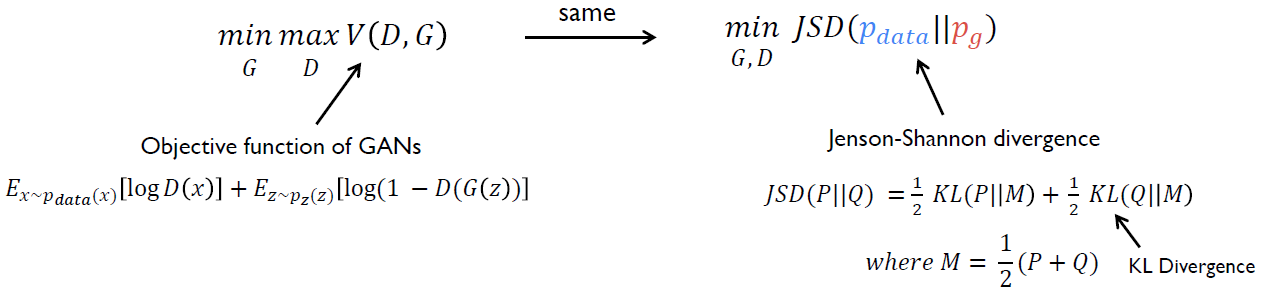 same
min max V(D, G)
G D
min JSD(p_data||p_g)
G, D
Objective function of GANs
E_{x~p_data(x)}[log D(x)] + E_{z~p_z(z)}[log(1 − D(G(z))]
Jenson-Shannon divergence
JSD(P||Q) = 1/2 KL(P||M) + 1/2 KL(Q||M)
where M = 1/2 (P + Q)
KL Divergence